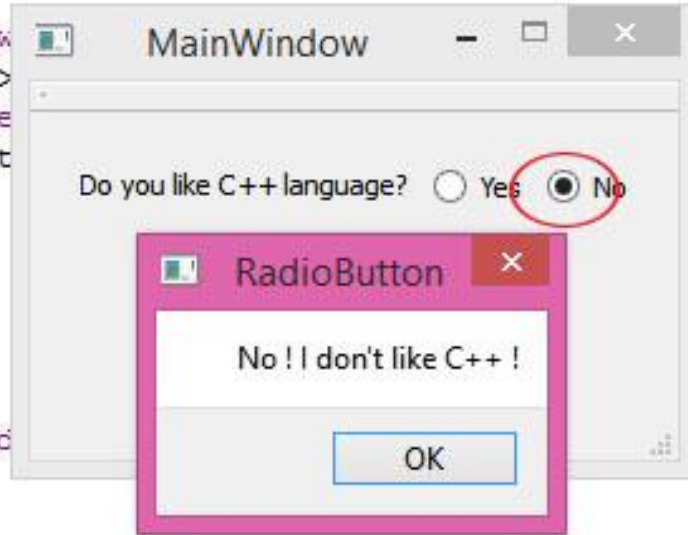 MainWindow
Do you like C++ language? Yes No
RadioButton
No ! I don't like C++ !
OK